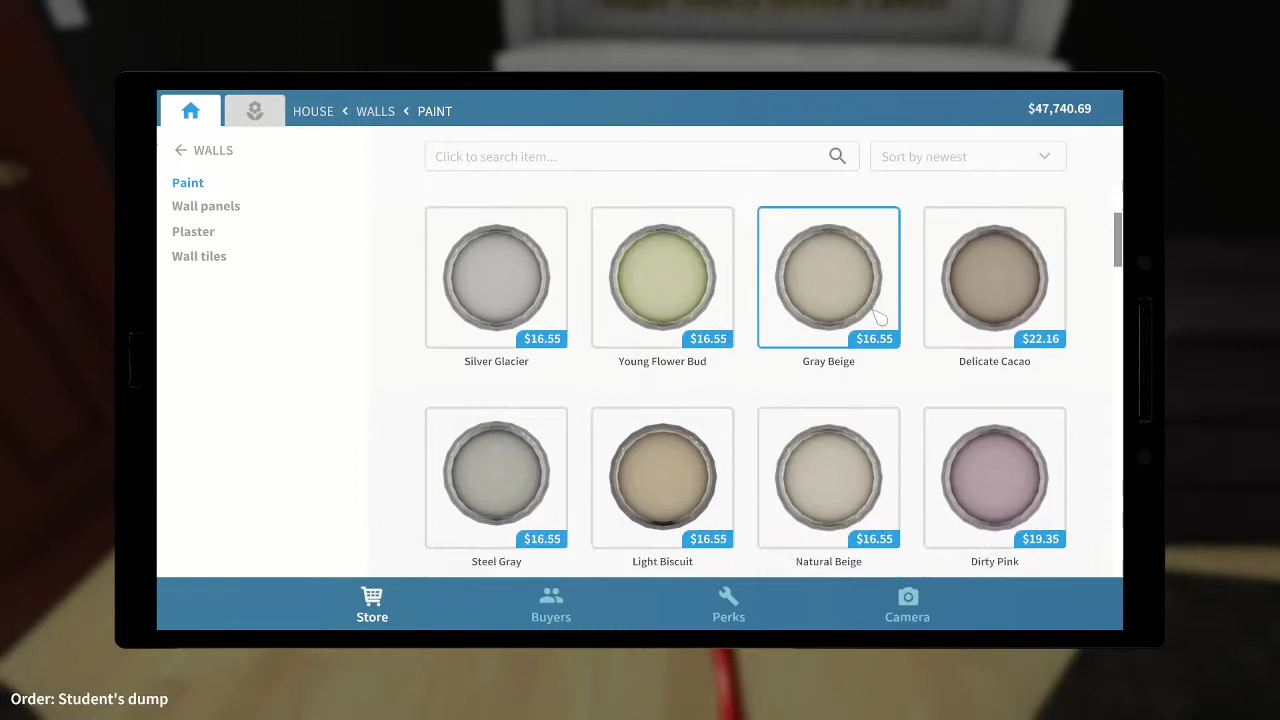 HOUSE < WALLS < PAINT
$47,740.69
WALLS
Click to search item...
Sort by newest
Paint
Wall panels
Plaster
Wall tiles
$16.55
$16.55
$16.55
$22.16
Silver Glacier
Young Flower Bud
Gray Beige
Delicate Cacao
$16.55
$16.55
$16.55
$19.35
Steel Gray
Light Biscuit
Natural Beige
Dirty Pink
Store
Buyers
Perks
Camera
Order: Student's dump